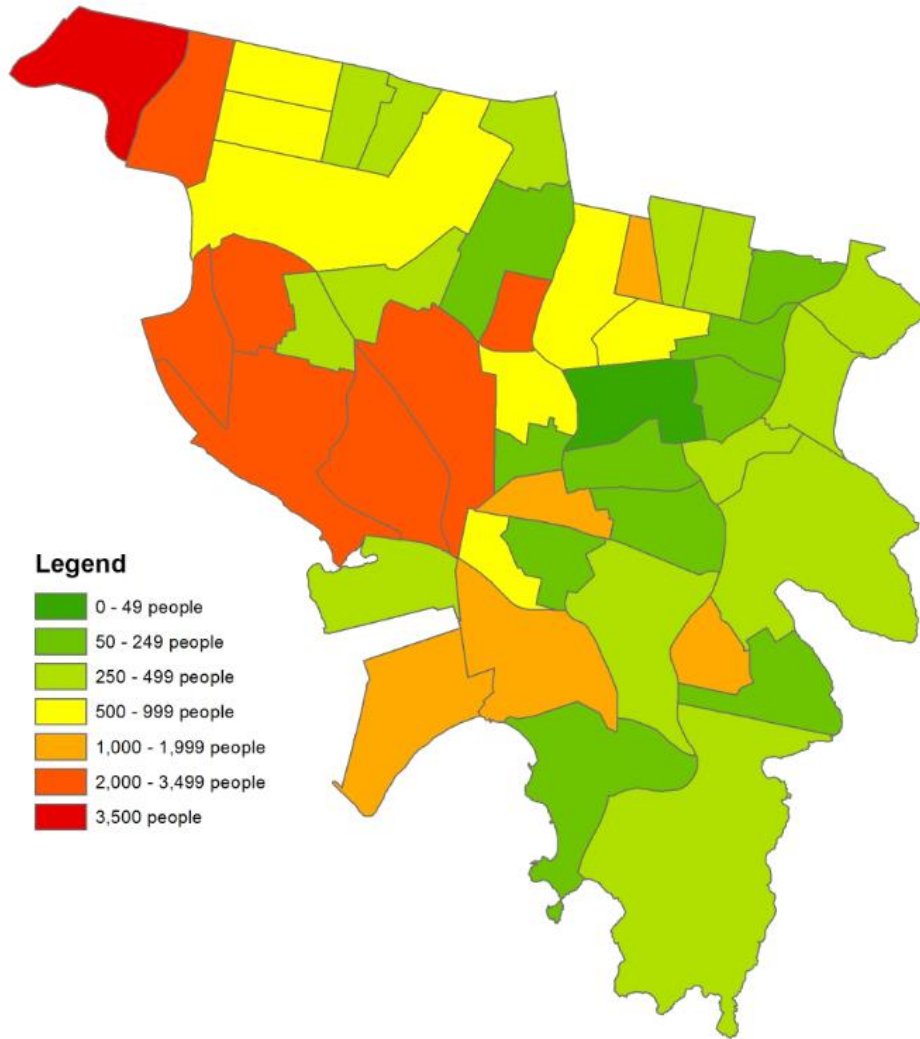 Legend
0 - 49 people
50 - 249 people
250 - 499 people
500 - 999 people
1,000 - 1,999 people
2,000 - 3,499 people
3,500 people